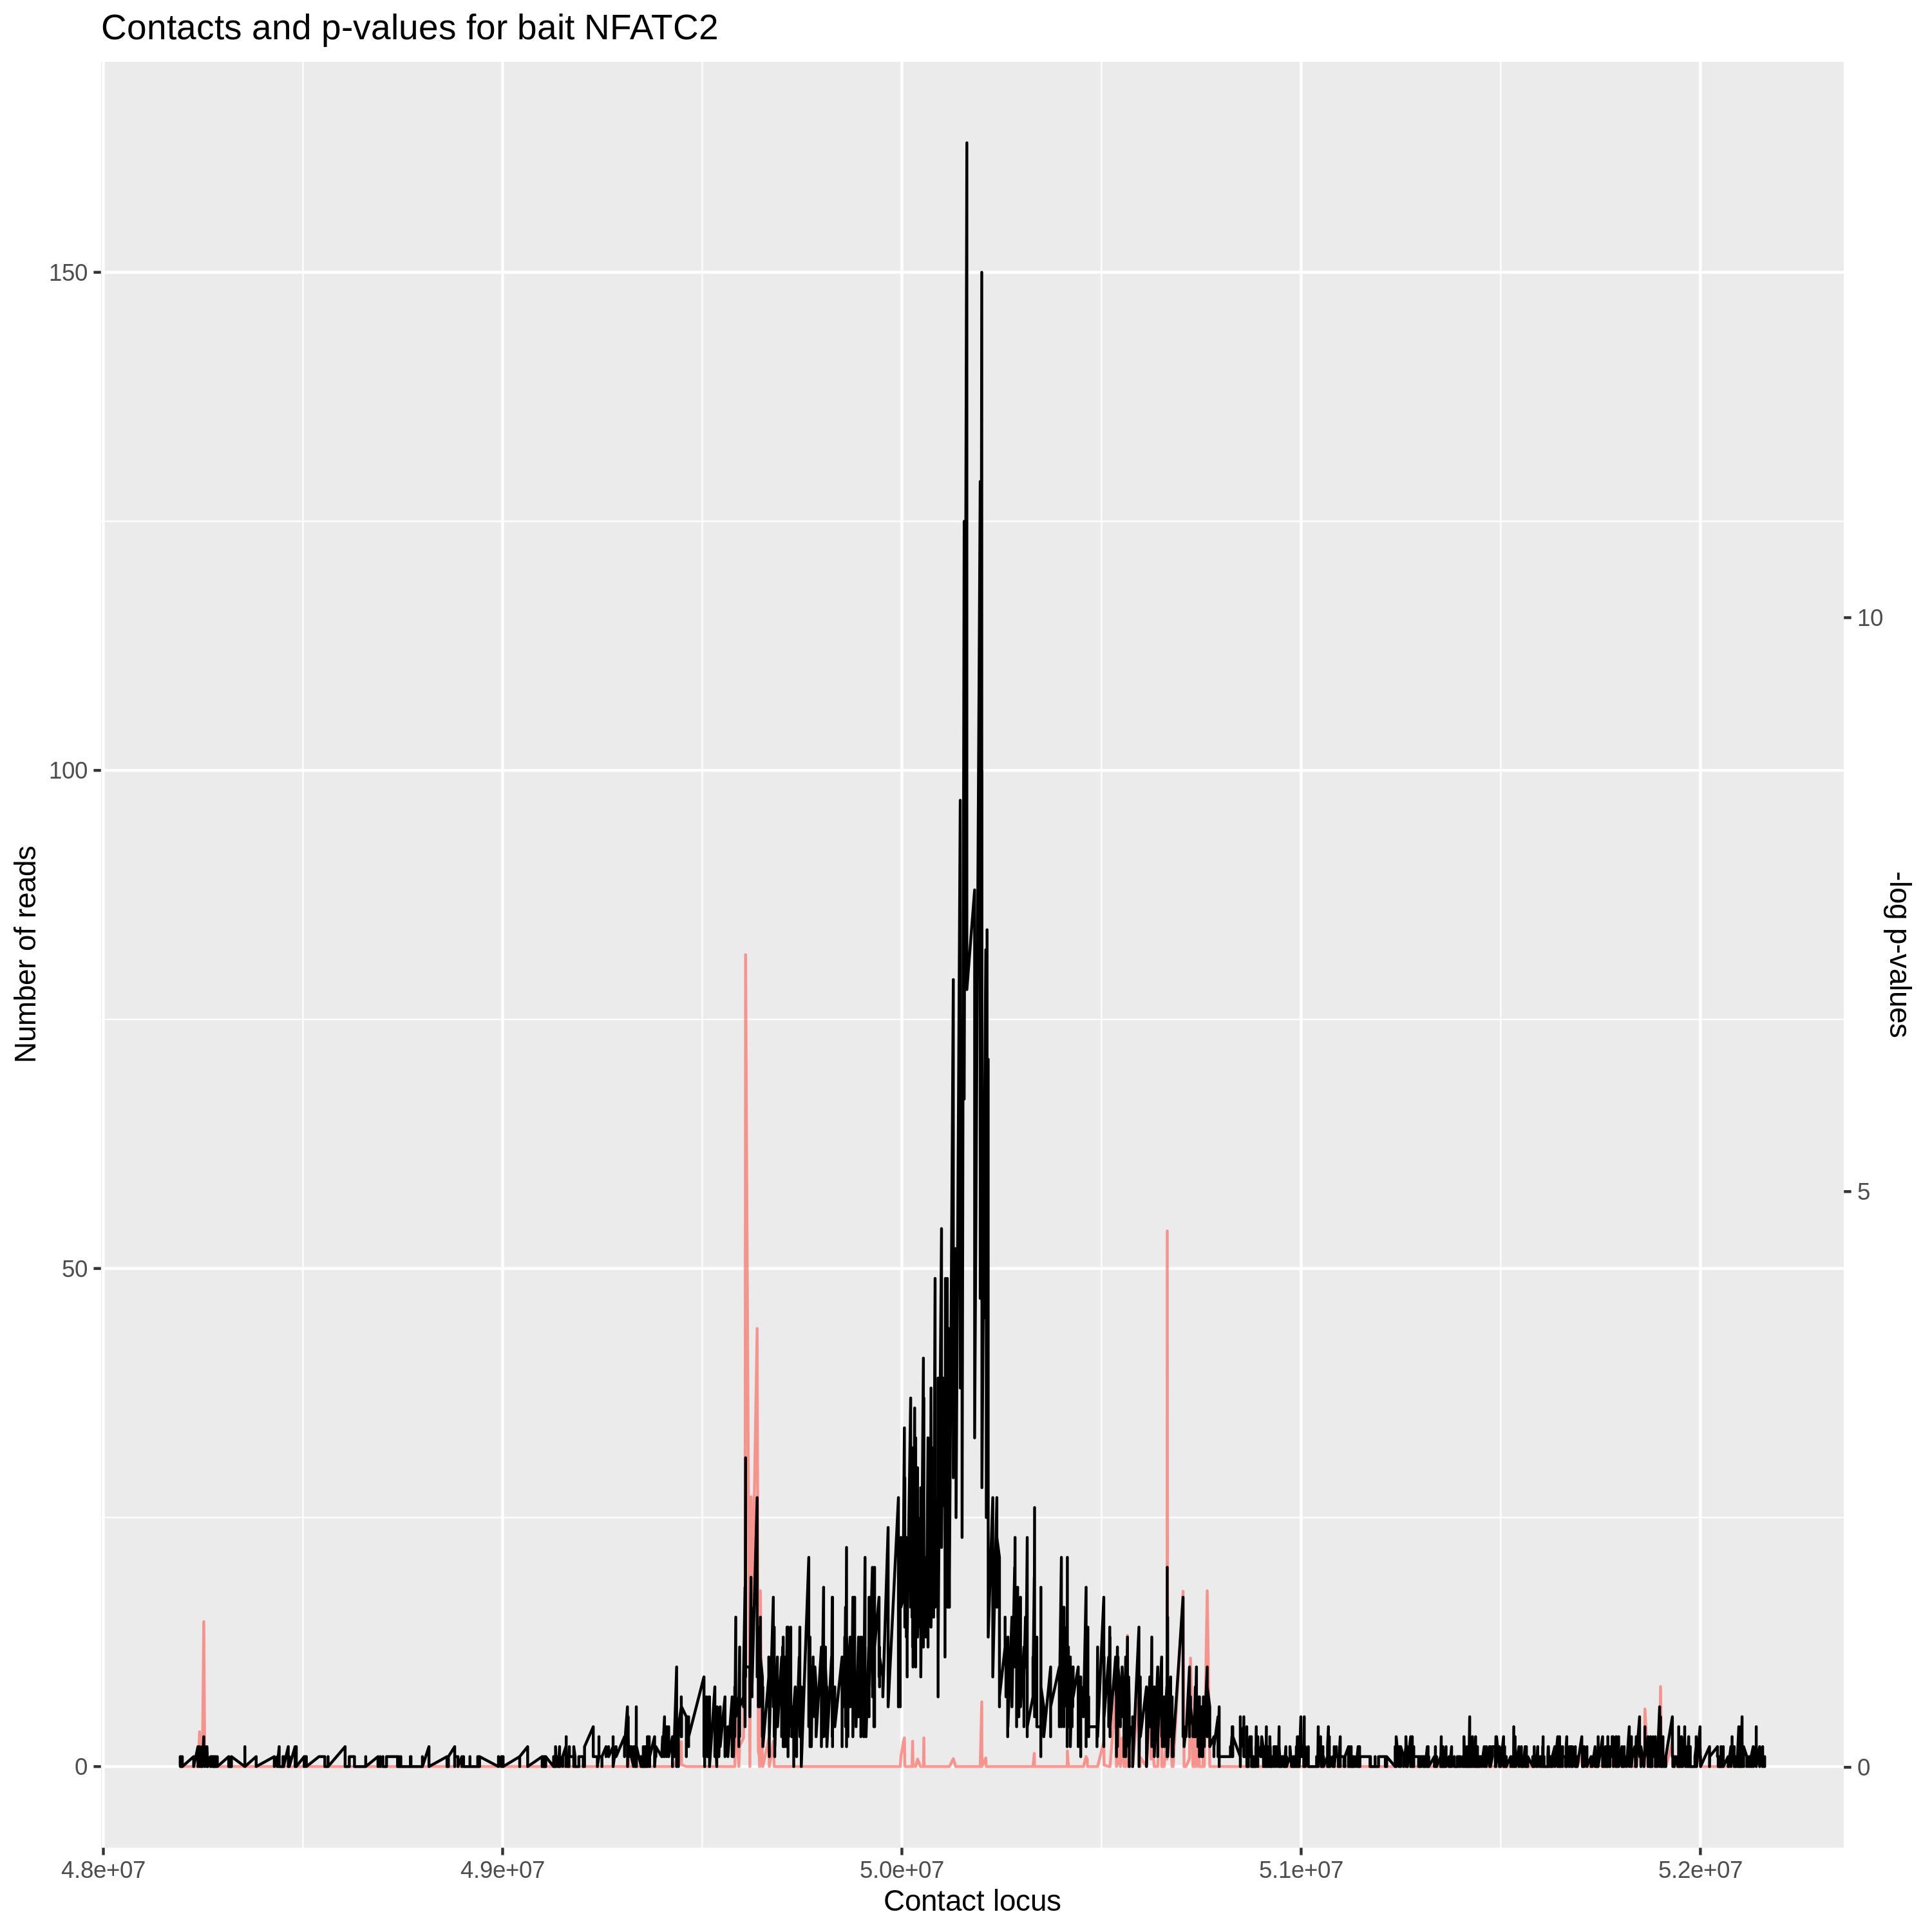 Contacts and p-values for bait NFATC2
150
100
50
0
Number of reads
10
5
0
-log p-values
4.8e+07
4.9e+07
5.0e+07
5.1e+07
5.2e+07
Contact locus